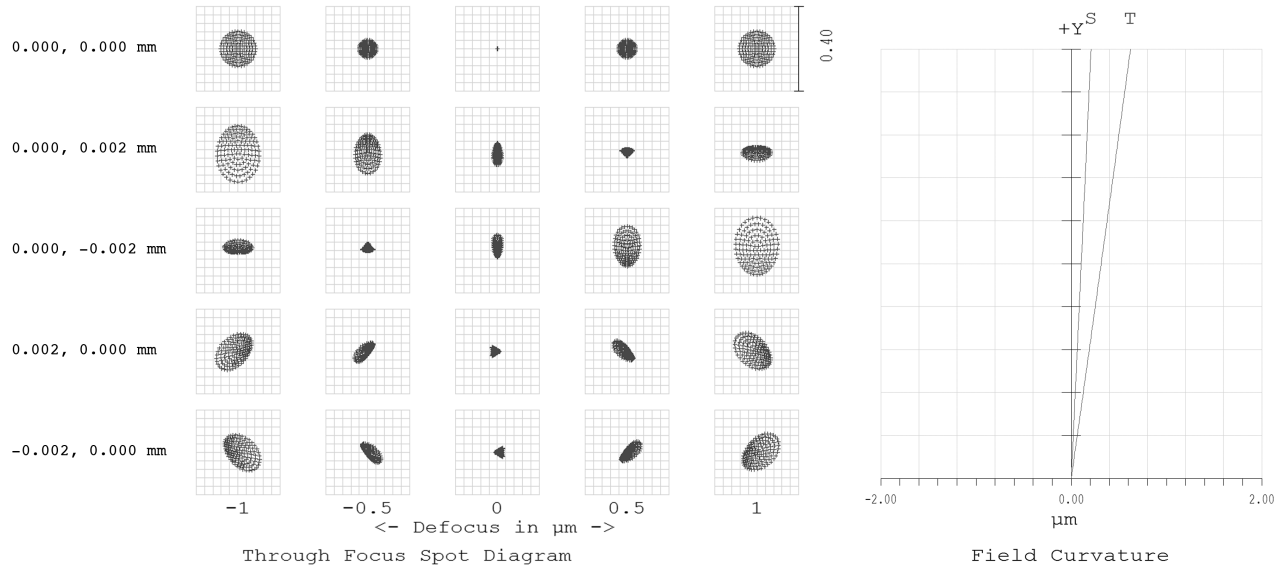 0.000, 0.000 mm
0.40
0.000, 0.002 mm
0.000, -0.002 mm
0.002, 0.000 mm
-0.002, 0.000 mm
-1 -0.5 0 0.5 1
<- Defocus in µm ->
Through Focus Spot Diagram
+Y S T
-2.00 0.00 2.00
µm
Field Curvature